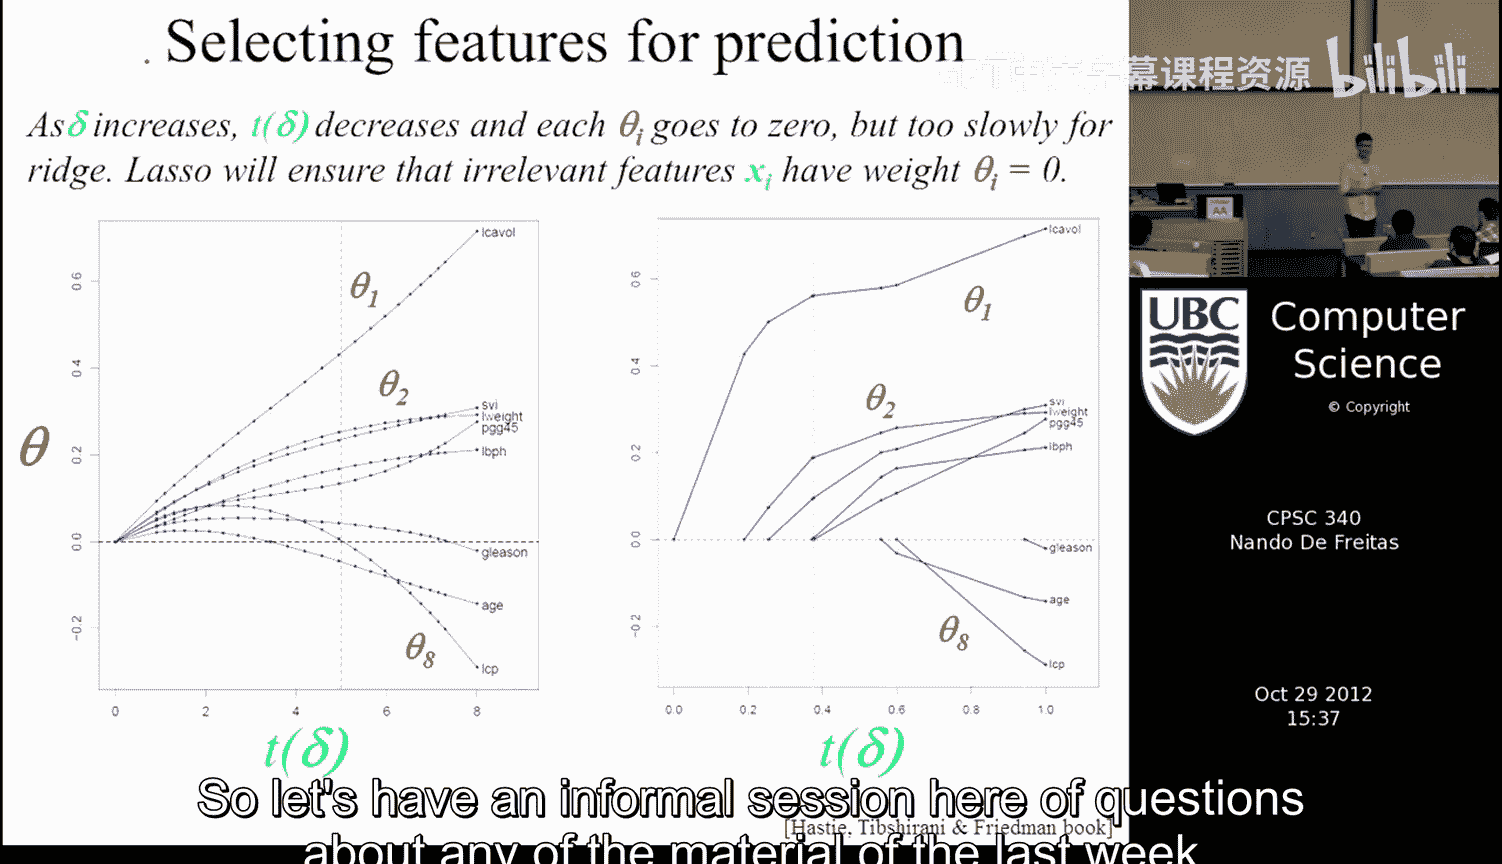 Selecting features for prediction
As δ increases, t(δ) decreases and each θi goes to zero, but too slowly for
ridge. Lasso will ensure that irrelevant features xi have weight θi = 0.
幕课程资源 bilibili
θ
0.6
0.4
0.2
0.0
−0.2
θ1
θ2
θ8
lcavol
svi
lweight
pgg45
lbph
gleason
age
lcp
0 2 4 6 8
t(δ)
0.6
0.4
0.2
0.0
−0.2
θ1
θ2
θ8
lcavol
svi
lweight
pgg45
lbph
gleason
age
lcp
0.0 0.2 0.4 0.6 0.8 1.0
t(δ)
[Hastie, Tibshirani & Friedman book]
UBC
Computer
Science
© Copyright
CPSC 340
Nando De Freitas
Oct 29 2012
15:37
So let's have an informal session here of questions
about any of the material of the last week